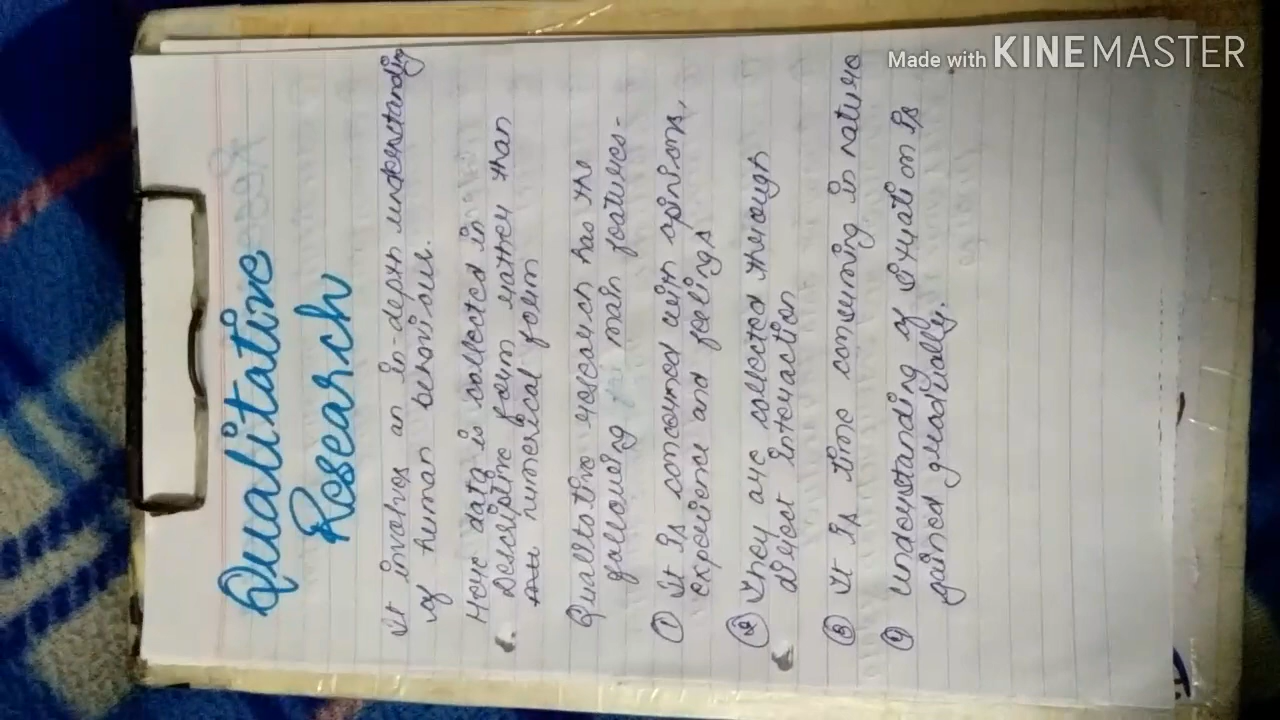 Qualitative
Research
It involves an in-depth understanding
of human behaviour.
Here data is collected in
Descriptive form rather than
numerical form
Qualitative research has the
following main features-
① it is concerned with opinions,
experience and feelings
② They are collected through
direct interaction
③ It is time consuming in nature
④ understanding of situation is
gained gradually.
Made with KINEMASTER